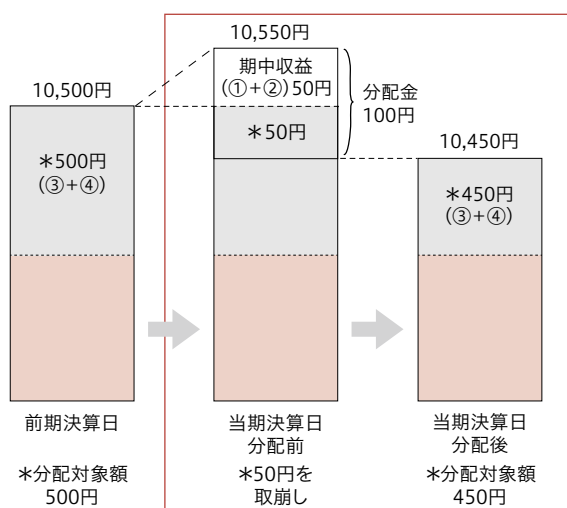 10,550円
10,500円
期中収益
(①+②)50円
分配金
100円
＊50円
10,450円
＊500円
(③+④)
＊450円
(③+④)
前期決算日
当期決算日
分配前
当期決算日
分配後
＊分配対象額
500円
＊50円を
取崩し
＊分配対象額
450円